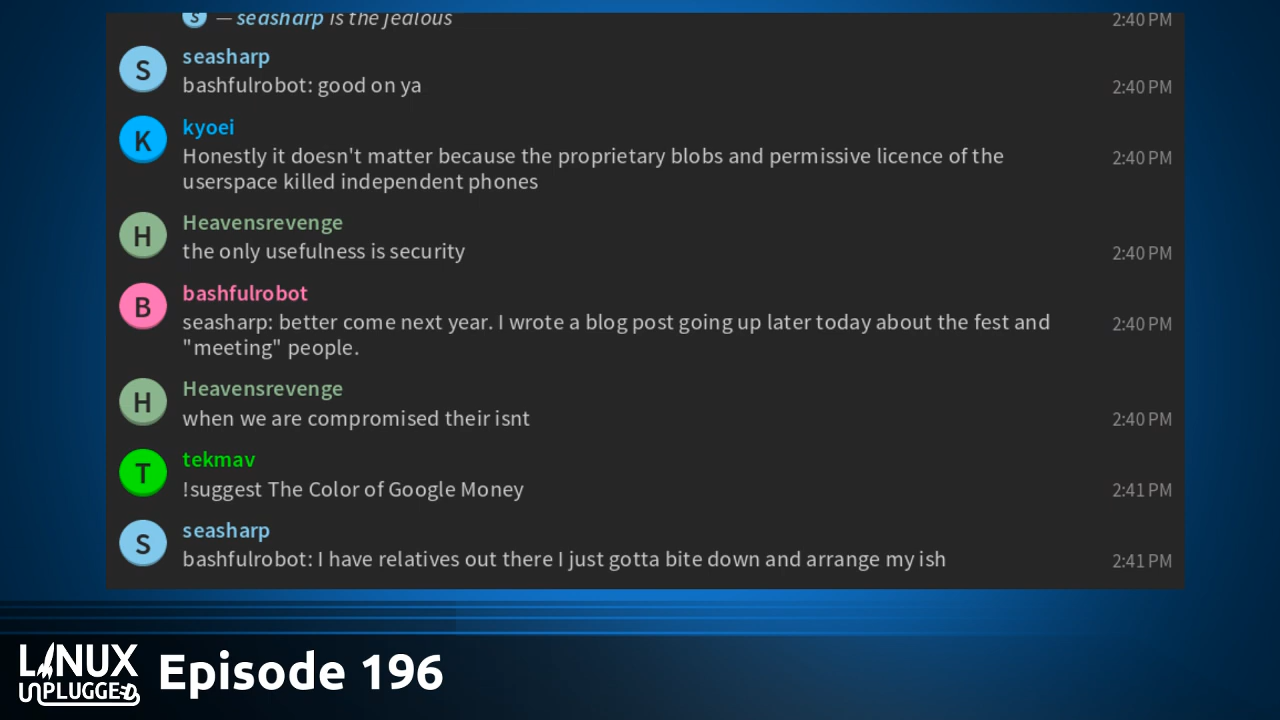 S — seasharp is the jealous 2:40 PM
seasharp
S bashfulrobot: good on ya 2:40 PM
kyoei
K Honestly it doesn't matter because the proprietary blobs and permissive licence of the 2:40 PM
userspace killed independent phones
Heavensrevenge
H the only usefulness is security 2:40 PM
bashfulrobot
B seasharp: better come next year. I wrote a blog post going up later today about the fest and 2:40 PM
"meeting" people.
Heavensrevenge
H when we are compromised their isnt 2:40 PM
tekmav
T !suggest The Color of Google Money 2:41 PM
seasharp
S bashfulrobot: I have relatives out there I just gotta bite down and arrange my ish 2:41 PM
LINUX
UNPLUGGED
Episode 196